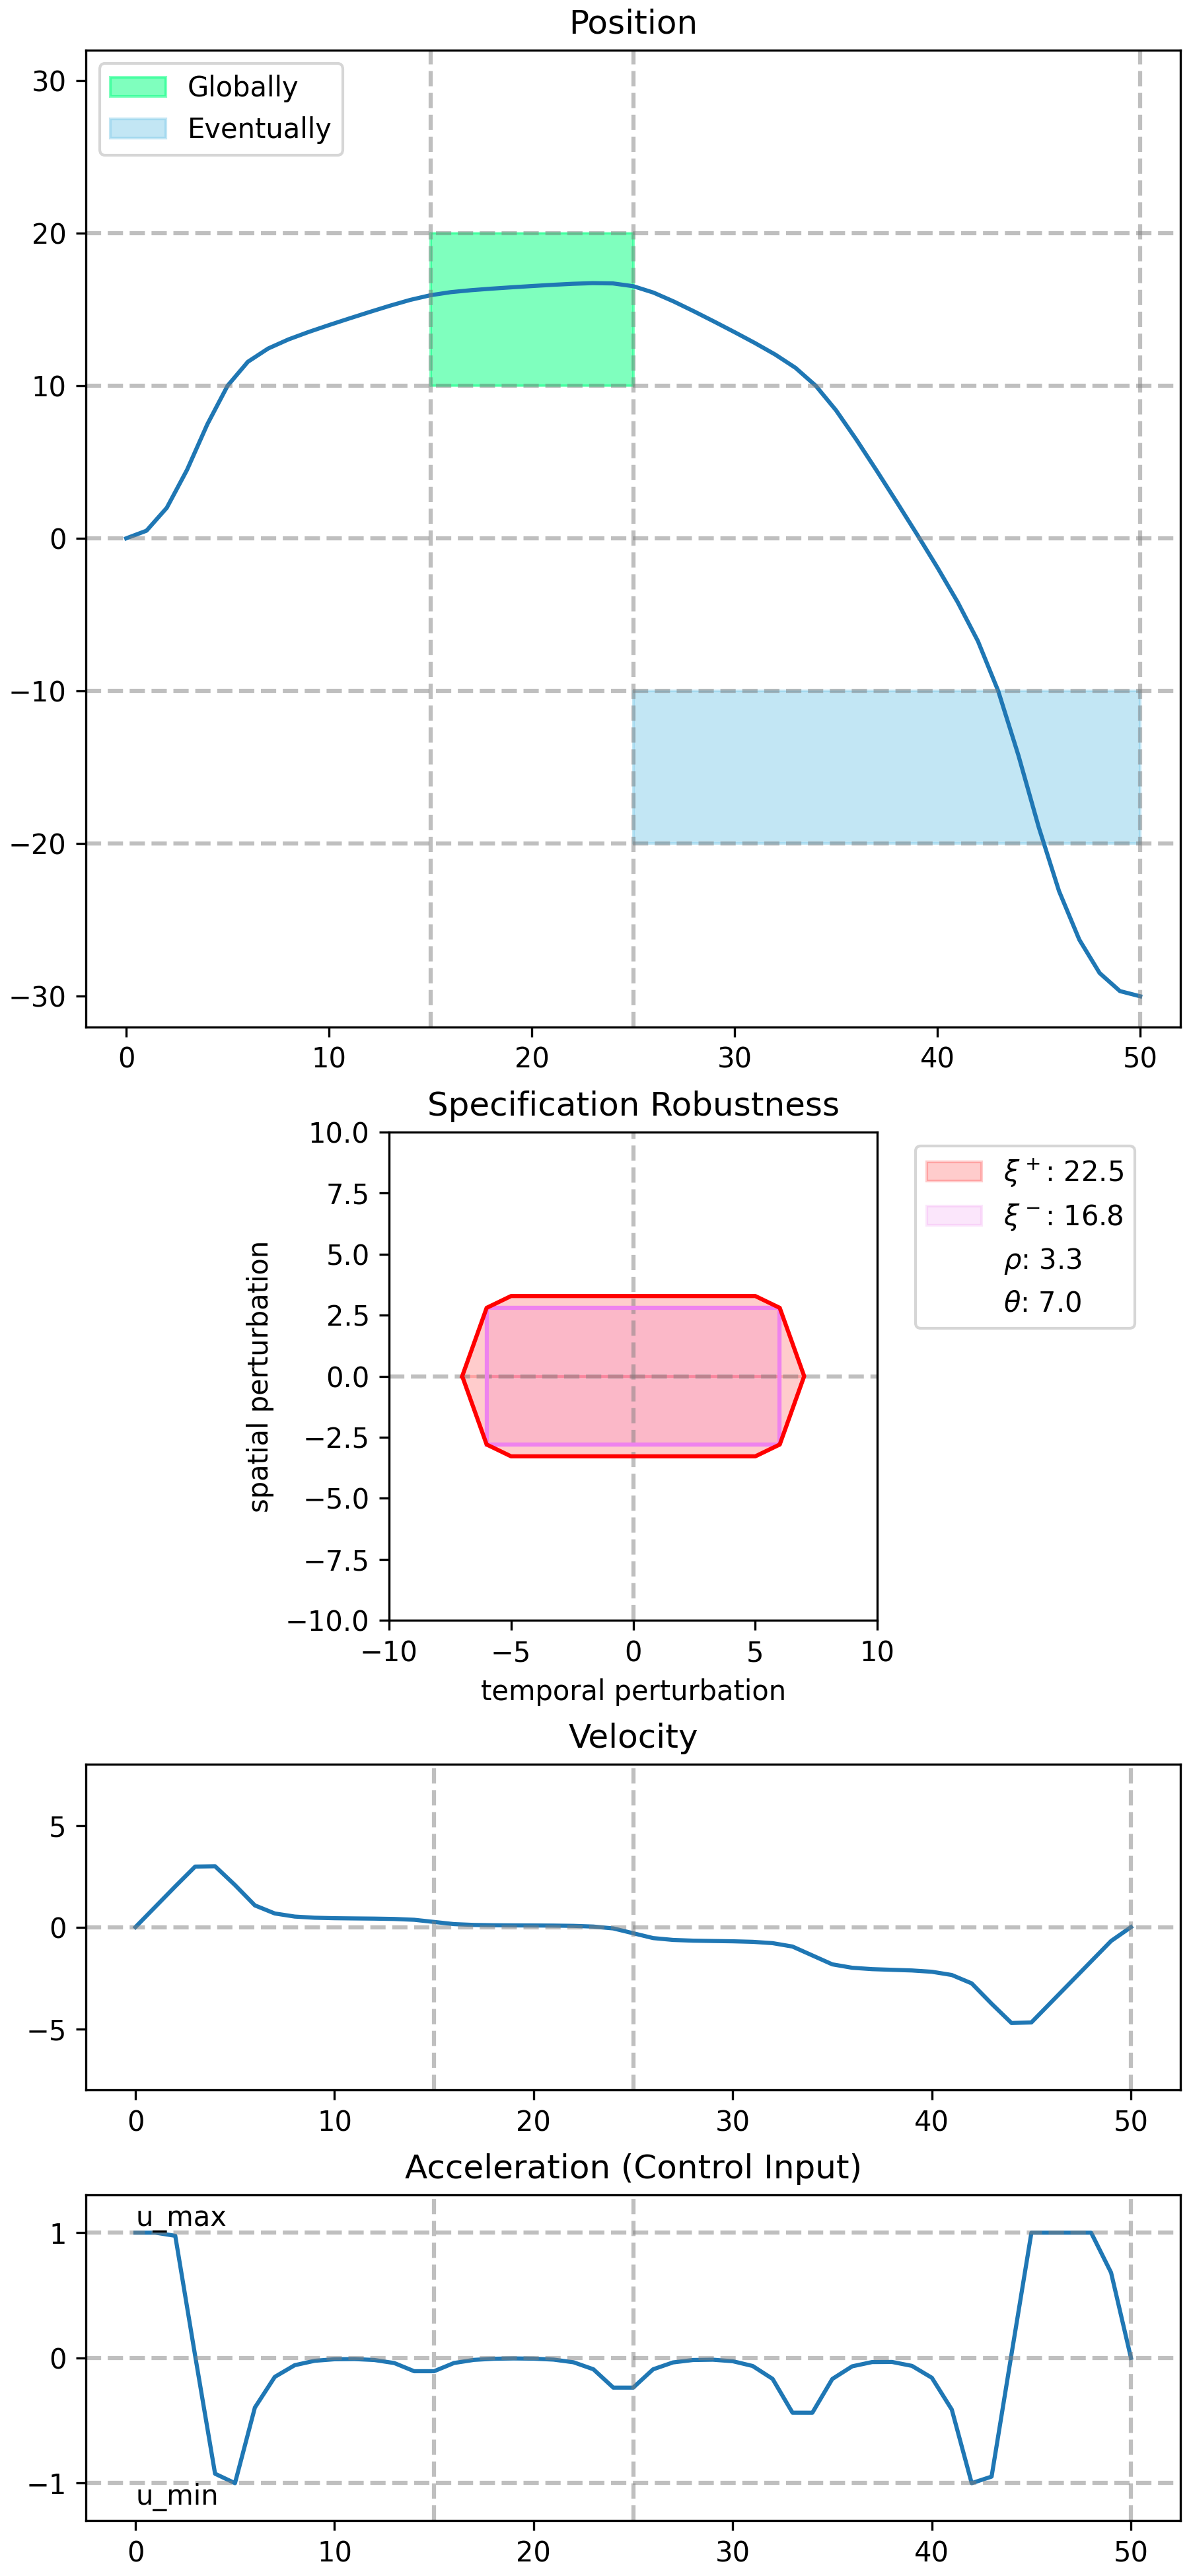 Position
30
20
10
0
−10
−20
−30
Globally
Eventually
0 10 20 30 40 50
Specification Robustness
10.0
7.5
5.0
2.5
0.0
−2.5
−5.0
−7.5
−10.0
spatial perturbation
−10 −5 0 5 10
temporal perturbation
ξ⁺: 22.5
ξ⁻: 16.8
ρ: 3.3
θ: 7.0
Velocity
5
0
−5
0 10 20 30 40 50
Acceleration (Control Input)
u_max
1
0
−1
u_min
0 10 20 30 40 50